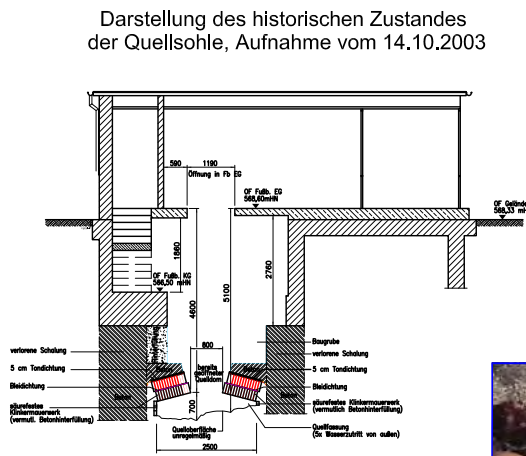 Darstellung des historischen Zustandes
der Quellsohle, Aufnahme vom 14.10.2003
590
1190
Öffnung in Fb EG
OF Fußb. EG
568,60mHN
OF Gelände
568,33 mH
1860
OF Fußb. KG
566,50 mHN
4600
5100
2760
800
bereits
geöffneter
Quelldom
700
Quelloberfläche
unregelmäßig
2500
verlorene Schalung
5 cm Tondichtung
Bleidichtung
säurefestes
Klinkermauerwerk
(vermutl. Betonhinterfüllung)
Baugrube
verlorene Schalung
5 cm Tondichtung
Bleidichtung
säurefestes Klinkermauerwerk
(vermutlich Betonhinterfüllung)
Quellfassung
(5x Wasserzutritt von außen)